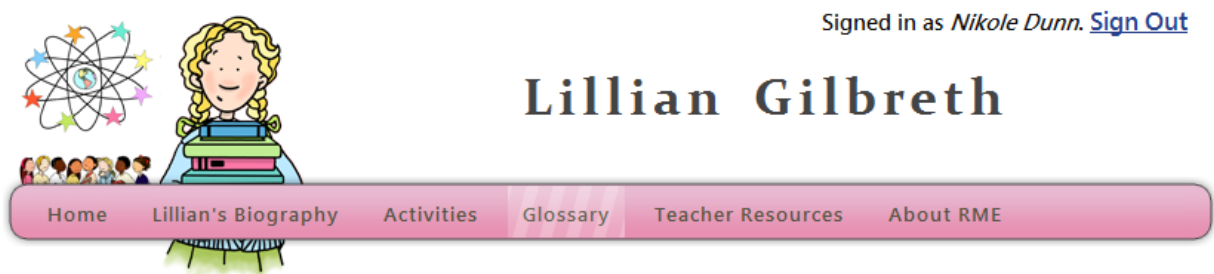 Signed in as Nikole Dunn. Sign Out
Lillian Gilbreth
Home Lillian's Biography Activities Glossary Teacher Resources About RME